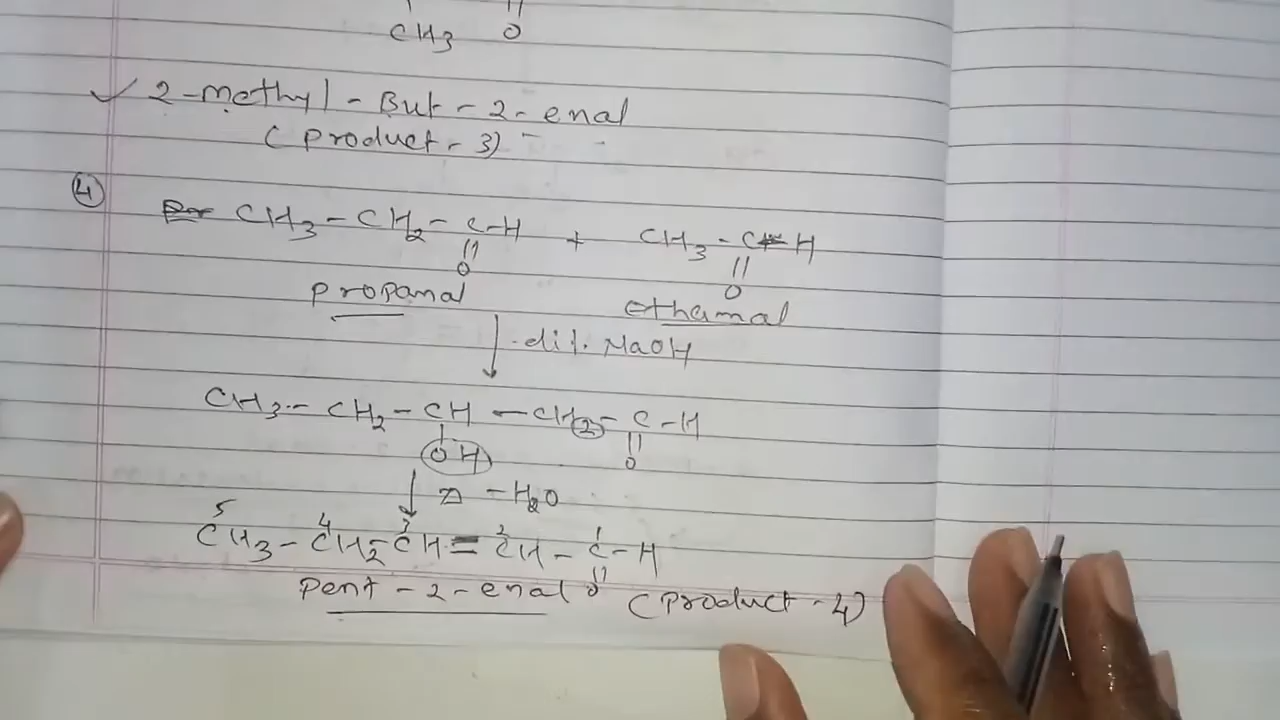 CH3 O
✓ 2-methyl-But-2-enal
(Product-3)
④ CH3-CH2-C-H + CH3-C-H
|| ||
O O
Propanal ethanal
↓ dil. NaOH
CH3-CH2-CH-CH2-C-H
| ||
OH O
↓ Δ -H2O
5 4 3 2 1
CH3-CH2-CH=CH-C-H
||
Pent-2-enal O (Product-4)